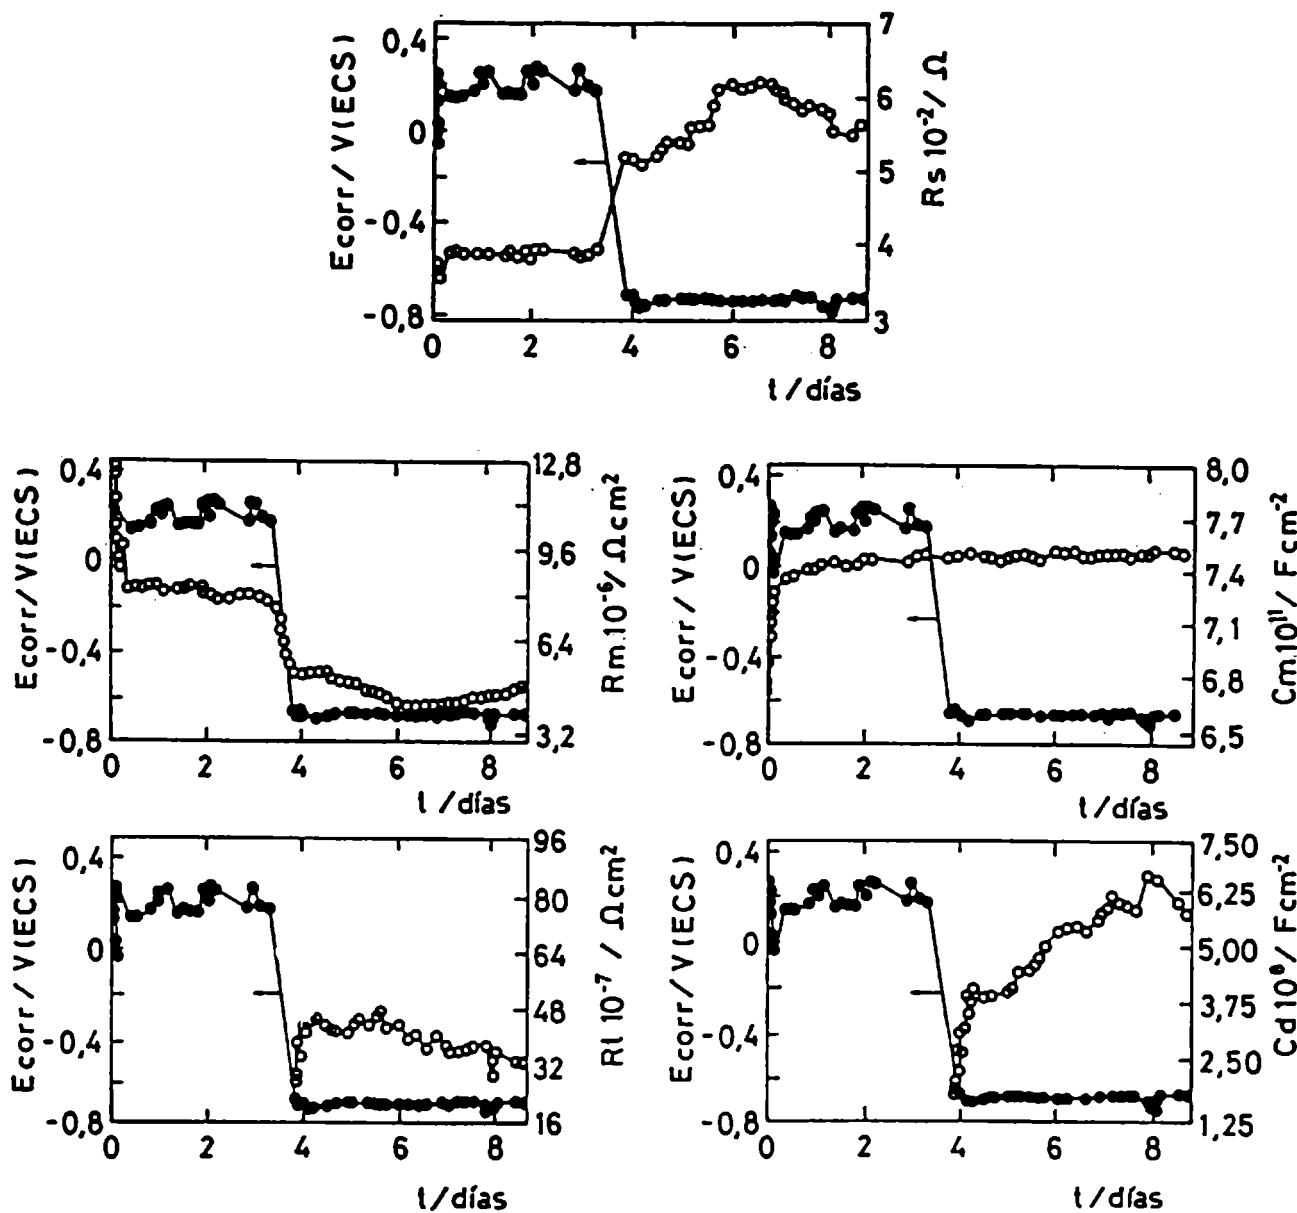 Ecorr/V(ECS)
0,4
0
-0,4
-0,8
0 2 4 6 8
t/días
7
6
5
4
3
Rs 10⁻²/ Ω
Ecorr/V(ECS)
0,4
0
-0,4
-0,8
0 2 4 6 8
t/días
12,8
9,6
6,4
3,2
Rm.10⁻⁶/ Ωcm²
Ecorr/V(ECS)
0,4
0
-0,4
-0,8
0 2 4 6 8
t/días
8,0
7,7
7,4
7,1
6,8
6,5
Cm.10¹¹/ Fcm⁻²
Ecorr/V(ECS)
0,4
0
-0,4
-0,8
0 2 4 6 8
t/días
96
80
64
48
32
16
Rt 10⁻⁷ / Ωcm²
Ecorr/V(ECS)
0,4
0
-0,4
-0,8
0 2 4 6 8
t/días
7,50
6,25
5,00
3,75
2,50
1,25
Cd 10⁸/ Fcm⁻²